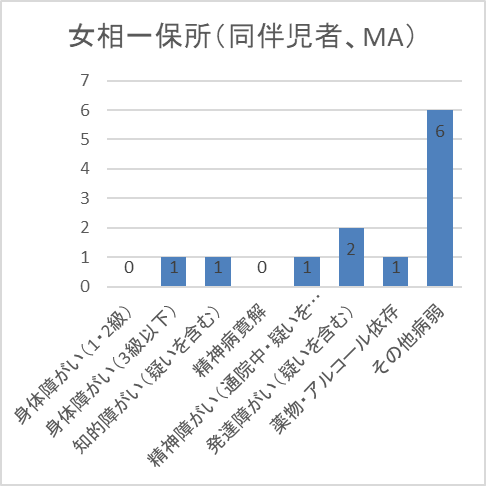 女相一保所（同伴児者、MA）
7
6
5
4
3
2
1
0
0
1
1
0
1
2
1
6
身体障がい（1・2級）
身体障がい（3級以下）
知的障がい（疑いを含む）
精神病寛解
精神障がい（通院中・疑いを…
発達障がい（疑いを含む）
薬物・アルコール依存
その他病弱